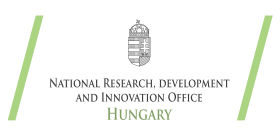 National Research, development
and Innovation Office
Hungary